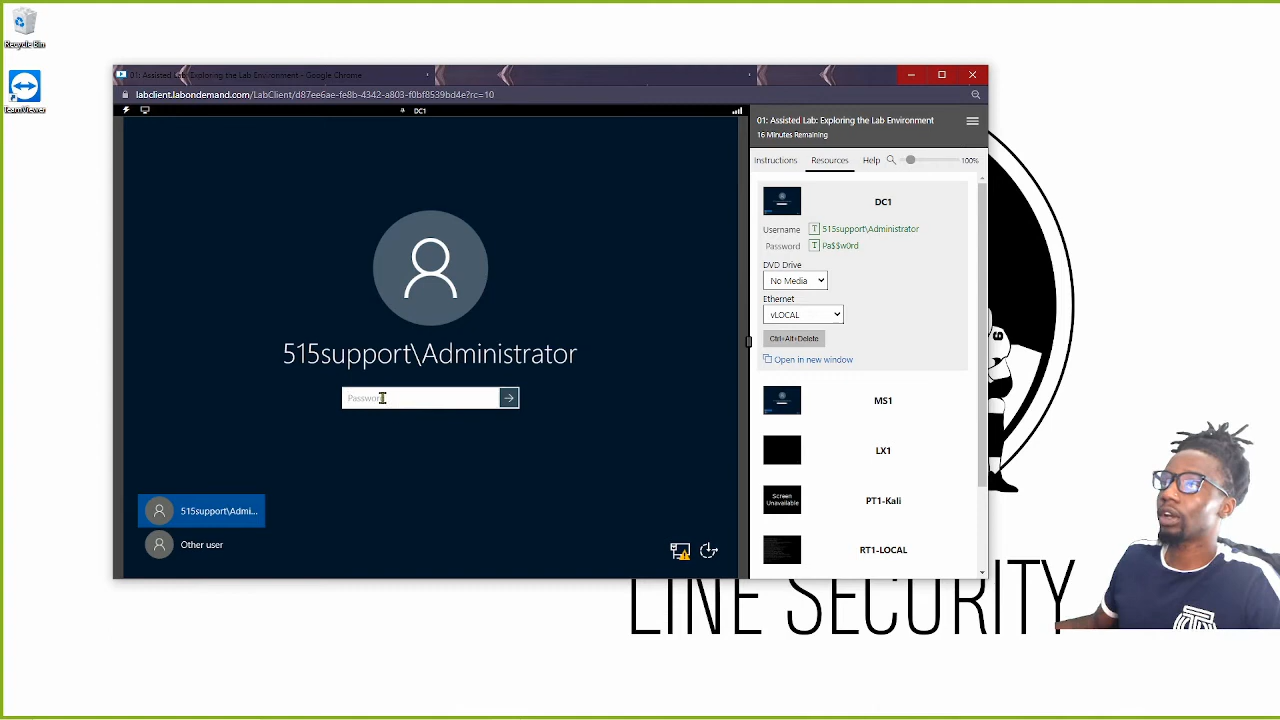 Recycle Bin
TeamViewer
01: Assisted Lab: Exploring the Lab Environment - Google Chrome
labclient.labondemand.com/LabClient/d87ee6ae-fe8b-4342-a803-f0bf8539bd4e?rc=10
DC1
515support\Administrator
Password
515support\Admi...
Other user
01: Assisted Lab: Exploring the Lab Environment
16 Minutes Remaining
Instructions
Resources
Help
100%
DC1
Username
T 515support\Administrator
Password
T Pa$$w0rd
DVD Drive
No Media
Ethernet
vLOCAL
Ctrl+Alt+Delete
Open in new window
MS1
LX1
Screen
Unavailable
PT1-Kali
RT1-LOCAL
LINE SECURITY